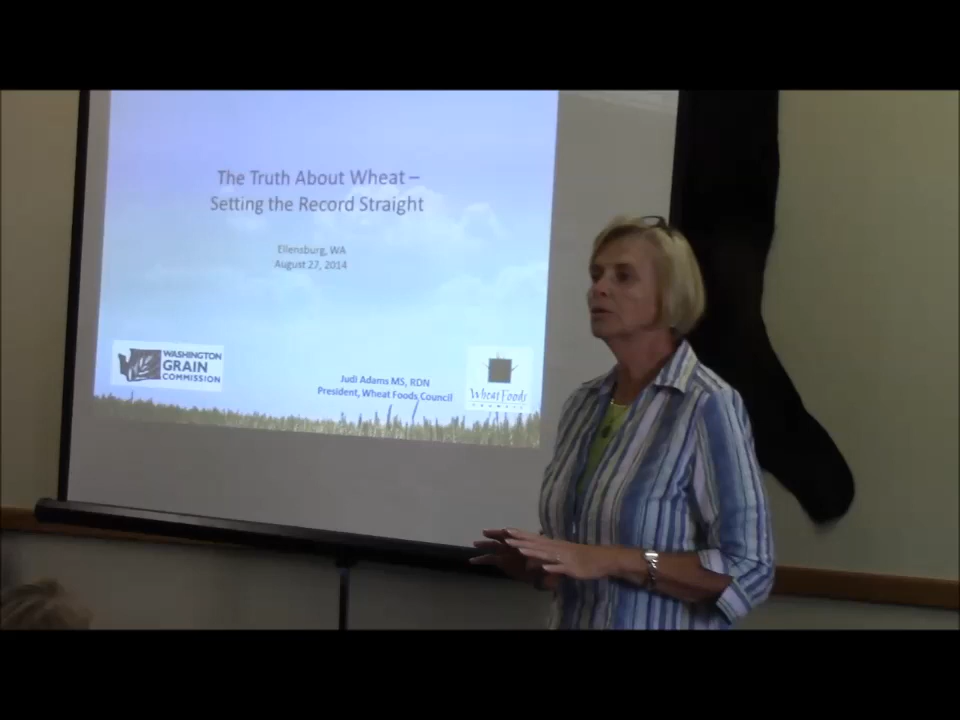 The Truth About Wheat –
Setting the Record Straight
Ellensburg, WA
August 27, 2014
WASHINGTON
GRAIN
COMMISSION
Judi Adams MS, RDN
President, Wheat Foods Council
Wheat Foods
COUNCIL